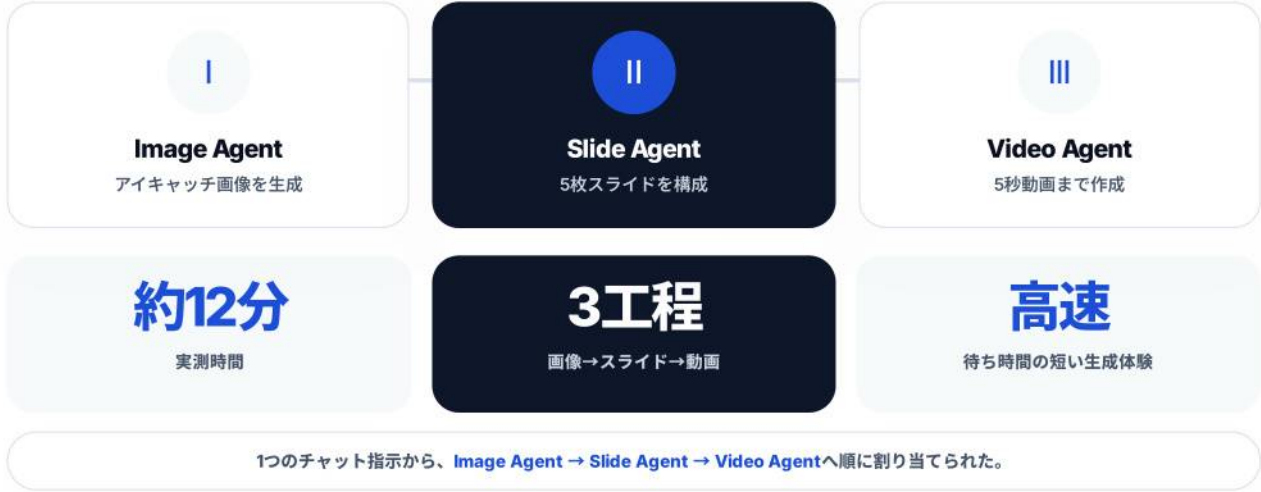 I
Image Agent
アイキャッチ画像を生成
II
Slide Agent
5枚スライドを構成
III
Video Agent
5秒動画まで作成
約12分
実測時間
3工程
画像→スライド→動画
高速
待ち時間の短い生成体験
1つのチャット指示から、Image Agent → Slide Agent → Video Agentへ順に割り当てられた。